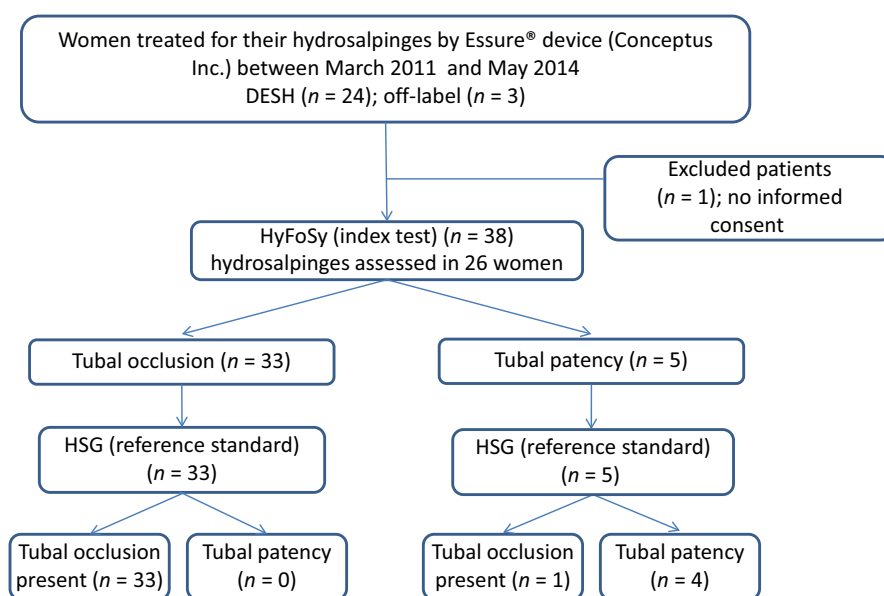 Women treated for their hydrosalpinges by Essure® device (Conceptus
Inc.) between March 2011 and May 2014
DESH (n = 24); off-label (n = 3)
Excluded patients
(n = 1); no informed
consent
HyFoSy (index test) (n = 38)
hydrosalpinges assessed in 26 women
Tubal occlusion (n = 33)
Tubal patency (n = 5)
HSG (reference standard)
(n = 33)
HSG (reference standard)
(n = 5)
Tubal occlusion
present (n = 33)
Tubal patency
(n = 0)
Tubal occlusion
present (n = 1)
Tubal patency
(n = 4)